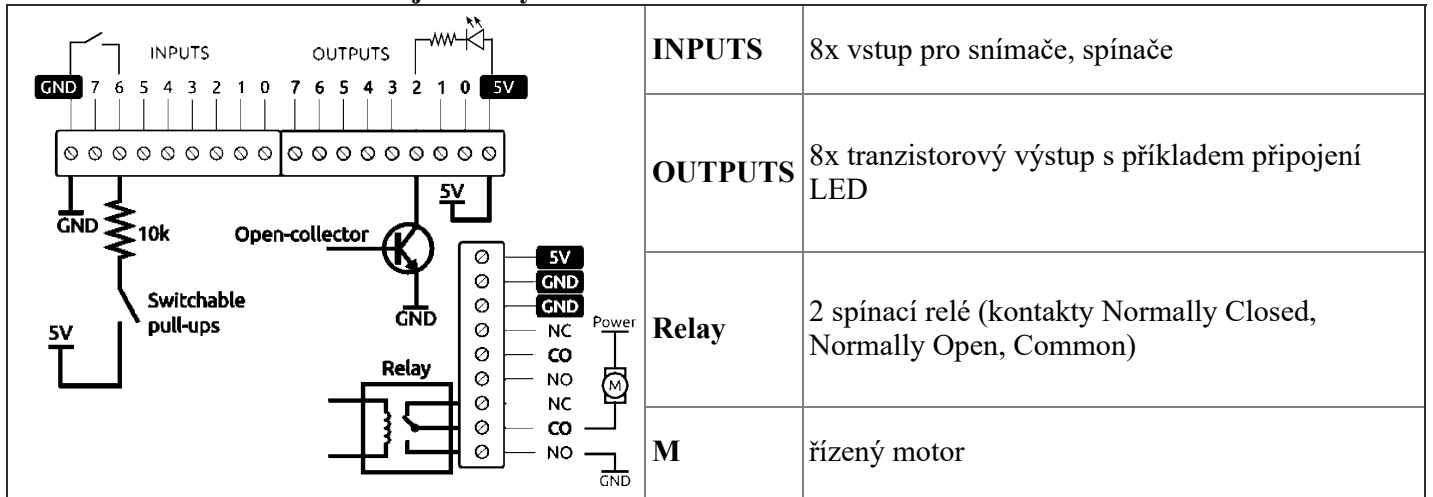 INPUTS OUTPUTS
GND 7 6 5 4 3 2 1 0 7 6 5 4 3 2 1 0 5V
GND
10k
Switchable
pull-ups
5V
Open-collector
5V
GND
5V
GND
GND
NC
CO
NO
NC
CO
NO
Power
M
GND
Relay
INPUTS
8x vstup pro snímače, spínače
OUTPUTS
8x tranzistorový výstup s příkladem připojení
LED
Relay
2 spínací relé (kontakty Normally Closed,
Normally Open, Common)
M
řízený motor